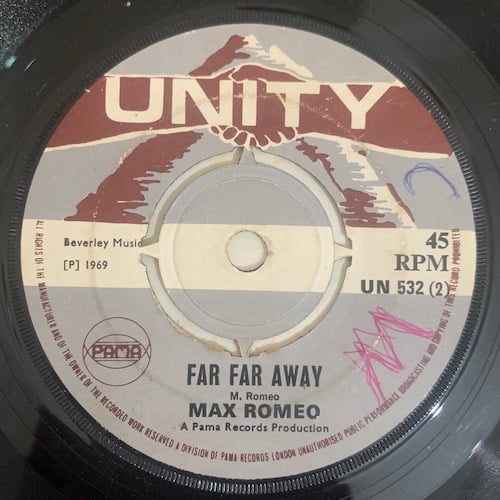 UNITY
Beverley Music
[P] 1969
45
RPM
UN 532 (2)
PAMA
FAR FAR AWAY
M. Romeo
MAX ROMEO
A Pama Records Production
ALL RIGHTS OF THE MANUFACTURER AND OF THE OWNER OF THE RECORDED WORK RESERVED A DIVISION OF PAMA RECORDS LONDON UNAUTHORISED PUBLIC PERFORMANCE BROADCASTING AND COPYING OF THIS RECORD PROHIBITED